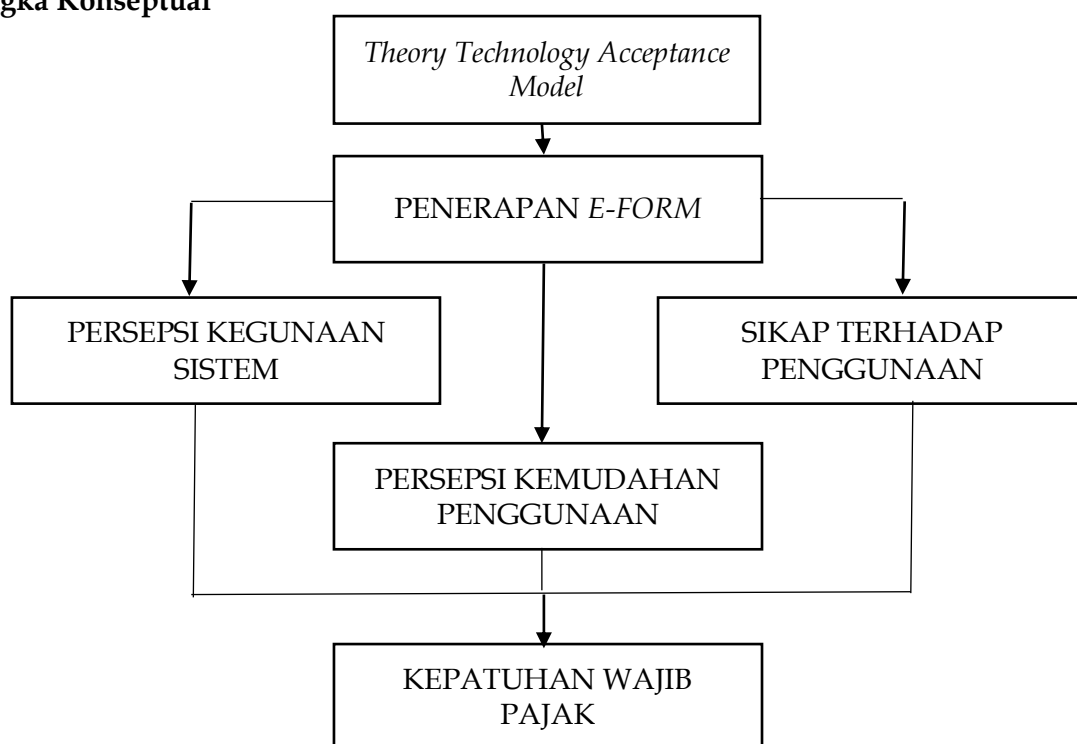 gka Konseptual
Theory Technology Acceptance
Model
PENERAPAN E-FORM
PERSEPSI KEGUNAAN
SISTEM
SIKAP TERHADAP
PENGGUNAAN
PERSEPSI KEMUDAHAN
PENGGUNAAN
KEPATUHAN WAJIB
PAJAK